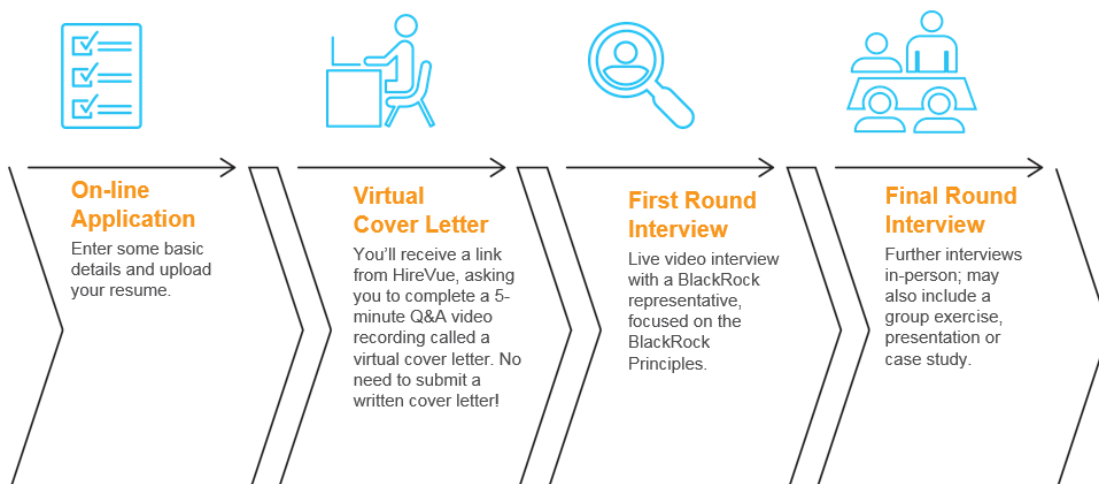 On-line
Application
Enter some basic
details and upload
your resume.
Virtual
Cover Letter
You'll receive a link
from HireVue, asking
you to complete a 5-
minute Q&A video
recording called a
virtual cover letter. No
need to submit a
written cover letter!
First Round
Interview
Live video interview
with a BlackRock
representative,
focused on the
BlackRock
Principles.
Final Round
Interview
Further interviews
in-person; may
also include a
group exercise,
presentation or
case study.